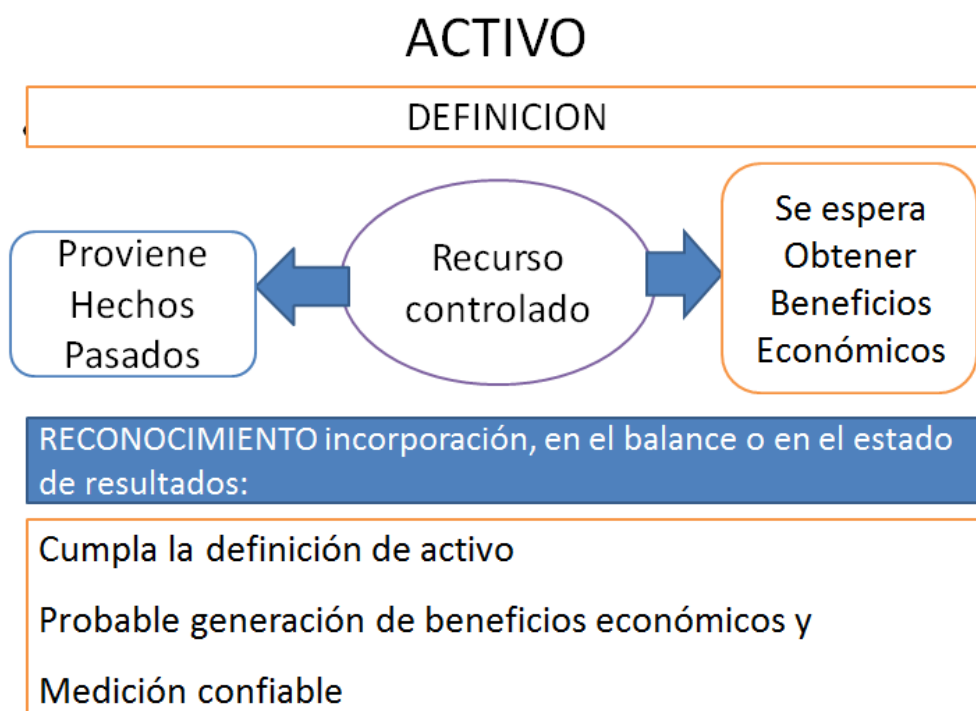 ACTIVO
DEFINICION
Proviene
Hechos
Pasados
Recurso
controlado
Se espera
Obtener
Beneficios
Económicos
RECONOCIMIENTO incorporación, en el balance o en el estado
de resultados:
Cumpla la definición de activo
Probable generación de beneficios económicos y
Medición confiable